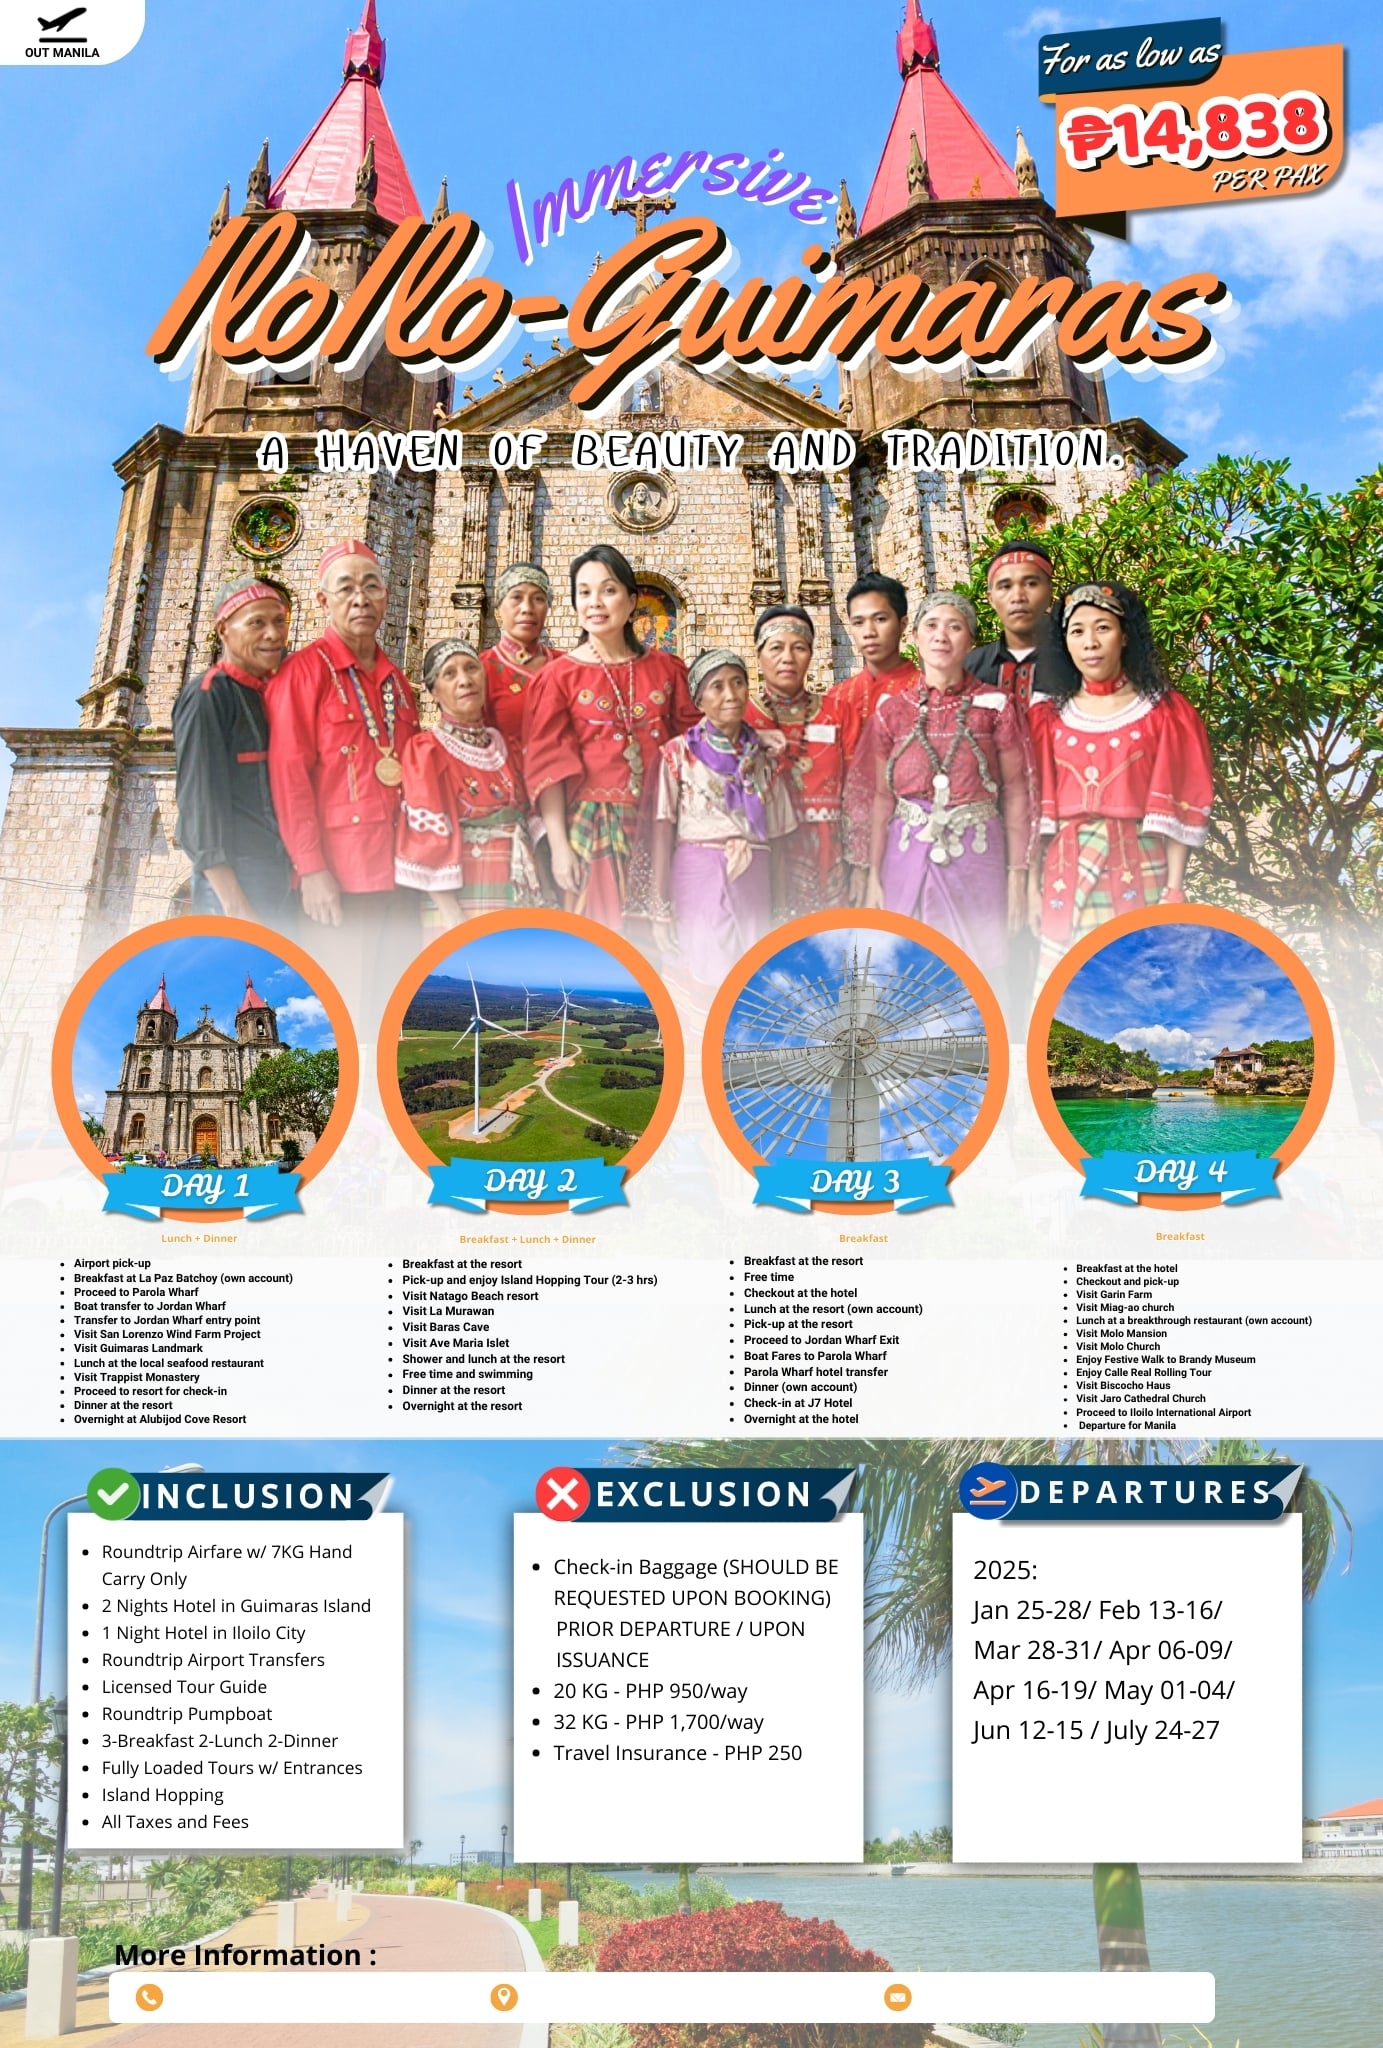 OUT MANILA
For as low as
₱14,838
PER PAX
Immersive
IloIlo-Guimaras
A HAVEN OF BEAUTY AND TRADITION.
DAY 1
Lunch + Dinner
Airport pick-up
Breakfast at La Paz Batchoy (own account)
Proceed to Parola Wharf
Boat transfer to Jordan Wharf
Transfer to Jordan Wharf entry point
Visit San Lorenzo Wind Farm Project
Visit Guimaras Landmark
Lunch at the local seafood restaurant
Visit Trappist Monastery
Proceed to resort for check-in
Dinner at the resort
Overnight at Alubijod Cove Resort
DAY 2
Breakfast + Lunch + Dinner
Breakfast at the resort
Pick-up and enjoy Island Hopping Tour (2-3 hrs)
Visit Natago Beach resort
Visit La Murawan
Visit Baras Cave
Visit Ave Maria Islet
Shower and lunch at the resort
Free time and swimming
Dinner at the resort
Overnight at the resort
DAY 3
Breakfast
Breakfast at the resort
Free time
Checkout at the hotel
Lunch at the resort (own account)
Pick-up at the resort
Proceed to Jordan Wharf Exit
Boat Fares to Parola Wharf
Parola Wharf hotel transfer
Dinner (own account)
Check-in at J7 Hotel
Overnight at the hotel
DAY 4
Breakfast
Breakfast at the hotel
Checkout and pick-up
Visit Garin Farm
Visit Miag-ao church
Lunch at a breakthrough restaurant (own account)
Visit Molo Mansion
Visit Molo Church
Enjoy Festive Walk to Brandy Museum
Enjoy Calle Real Rolling Tour
Visit Biscocho Haus
Visit Jaro Cathedral Church
Proceed to Iloilo International Airport
Departure for Manila
INCLUSION
Roundtrip Airfare w/ 7KG Hand
Carry Only
2 Nights Hotel in Guimaras Island
1 Night Hotel in Iloilo City
Roundtrip Airport Transfers
Licensed Tour Guide
Roundtrip Pumpboat
3-Breakfast 2-Lunch 2-Dinner
Fully Loaded Tours w/ Entrances
Island Hopping
All Taxes and Fees
EXCLUSION
Check-in Baggage (SHOULD BE
REQUESTED UPON BOOKING)
PRIOR DEPARTURE / UPON
ISSUANCE
20 KG - PHP 950/way
32 KG - PHP 1,700/way
Travel Insurance - PHP 250
DEPARTURES
2025:
Jan 25-28/ Feb 13-16/
Mar 28-31/ Apr 06-09/
Apr 16-19/ May 01-04/
Jun 12-15 / July 24-27
More Information :